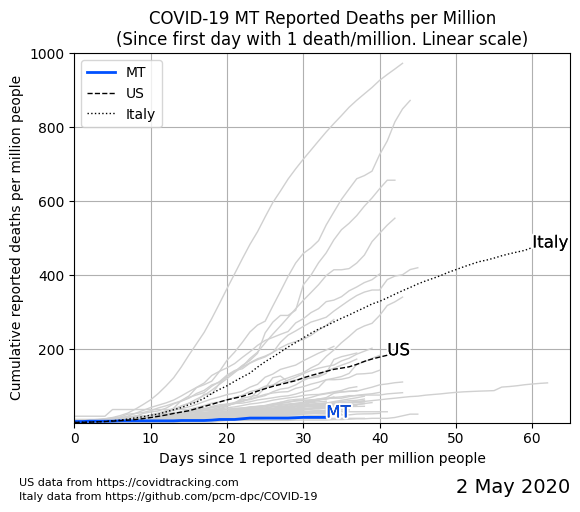 COVID-19 MT Reported Deaths per Million
(Since first day with 1 death/million. Linear scale)
Cumulative reported deaths per million people
1000
800
600
400
200
MT
US
Italy
Italy
US
MT
0
10
20
30
40
50
60
Days since 1 reported death per million people
US data from https://covidtracking.com
Italy data from https://github.com/pcm-dpc/COVID-19
2 May 2020